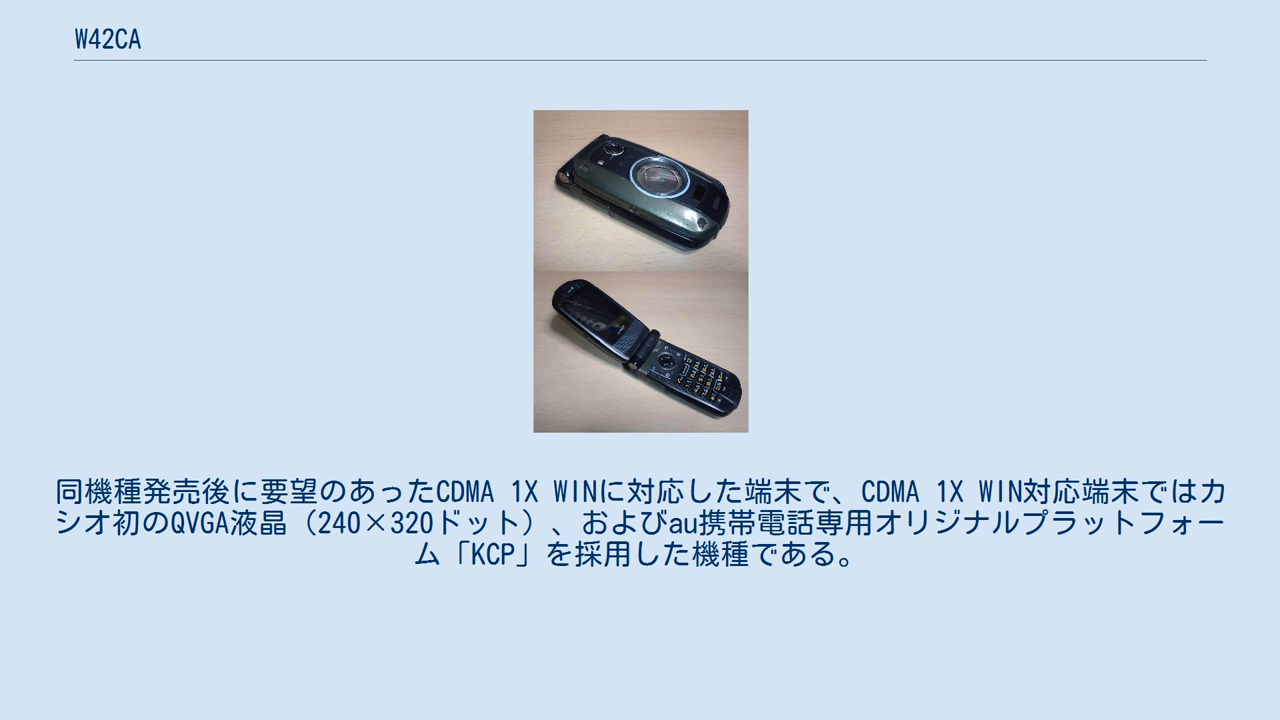 W42CA
同機種発売後に要望のあったCDMA 1X WINに対応した端末で、CDMA 1X WIN対応端末ではカ
シオ初のQVGA液晶（240×320ドット）、およびau携帯電話専用オリジナルプラットフォー
ム「KCP」を採用した機種である。